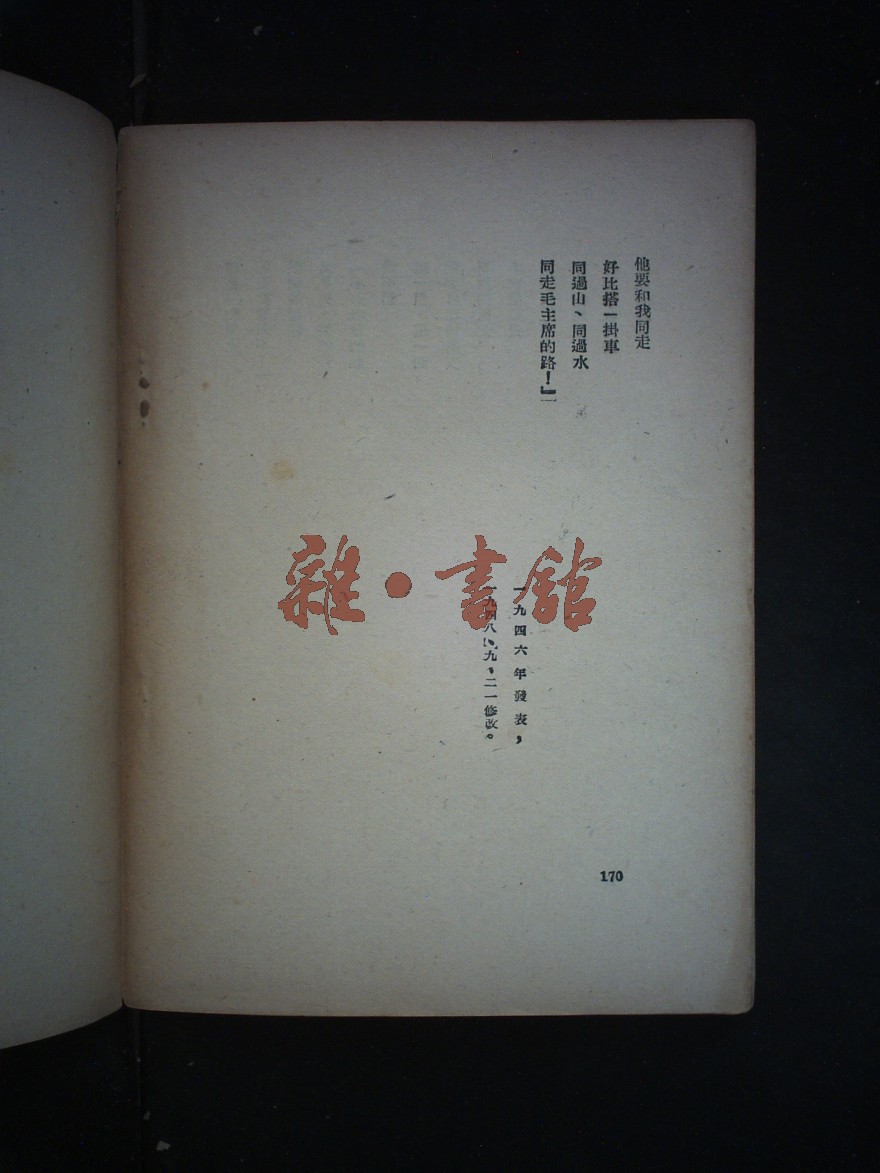 他要和我同走
好比搭一掛車
同過山、同過水
同走毛主席的路！』
一九四六年發表，
一九四八、九、二一修改。
雜·書館
170